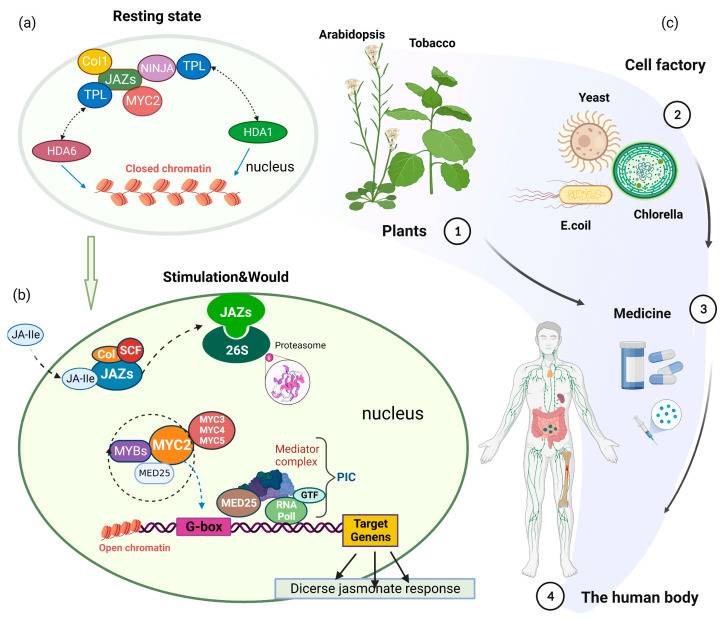 (a)
Resting state
Col1
JAZs
NINJA
TPL
TPL
MYC2
HDA6
HDA1
Closed chromatin
nucleus
(b)
Stimulation&Would
JA-Ile
Col
SCF
JA-Ile
JAZs
JAZs
26S
Proteasome
nucleus
MYBs
MYC2
MYC3
MYC4
MYC5
MED25
Mediator
complex
PIC
MED25
GTF
RNA
PolI
G-box
Target
Genens
Open chromatin
Dicerse jasmonate response
(c)
Arabidopsis
Tobacco
Plants
1
Cell factory
2
Yeast
E.coil
Chlorella
Medicine
3
4
The human body